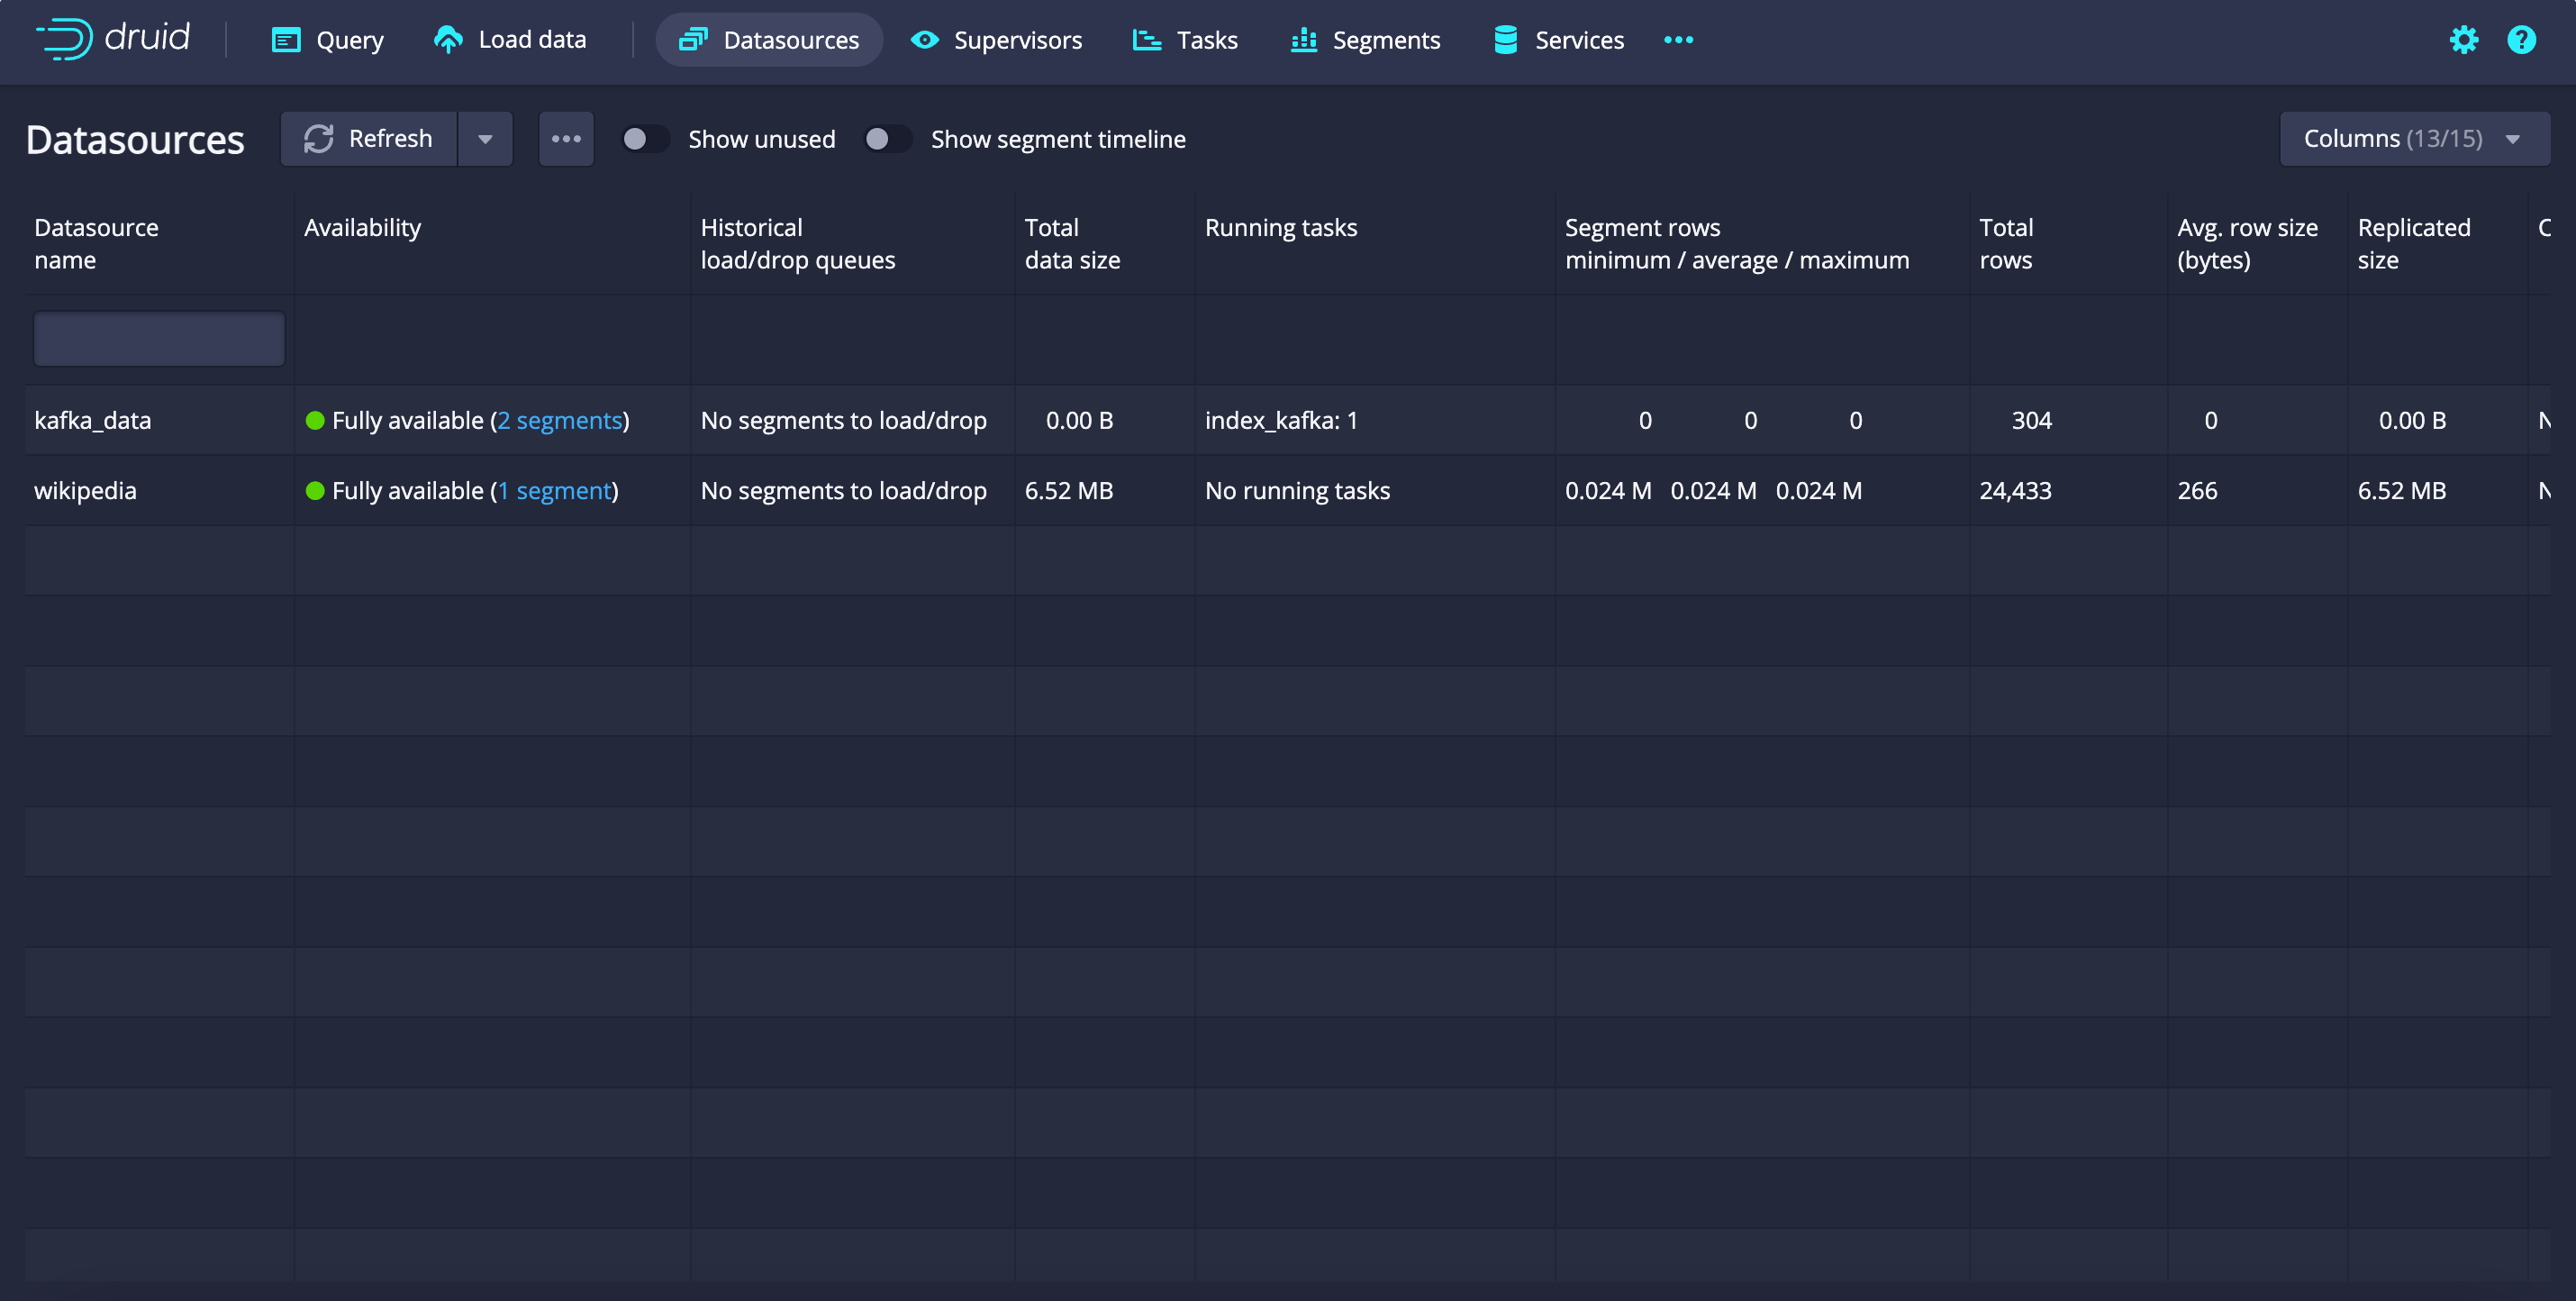 druid Query Load data Datasources Supervisors Tasks Segments Services
Datasources Refresh Show unused Show segment timeline Columns (13/15)
Datasource name Availability Historical load/drop queues Total data size Running tasks Segment rows minimum / average / maximum Total rows Avg. row size (bytes) Replicated size C
kafka_data Fully available (2 segments) No segments to load/drop 0.00 B index_kafka: 1 0 0 0 304 0 0.00 B N
wikipedia Fully available (1 segment) No segments to load/drop 6.52 MB No running tasks 0.024 M 0.024 M 0.024 M 24,433 266 6.52 MB N